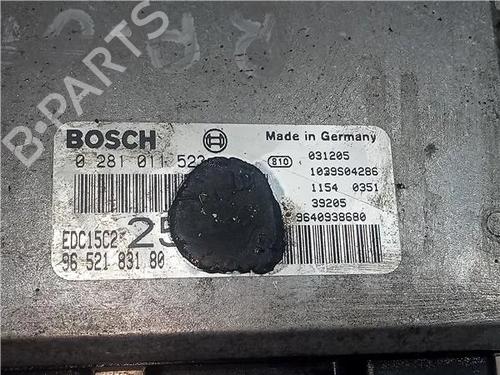 B-PARTS
BOSCH
Made in Germany
0 281 011 522
810
031205
1039S04286
1154 0351
39205
9640938680
EDC15C2
25
96 521 831 80